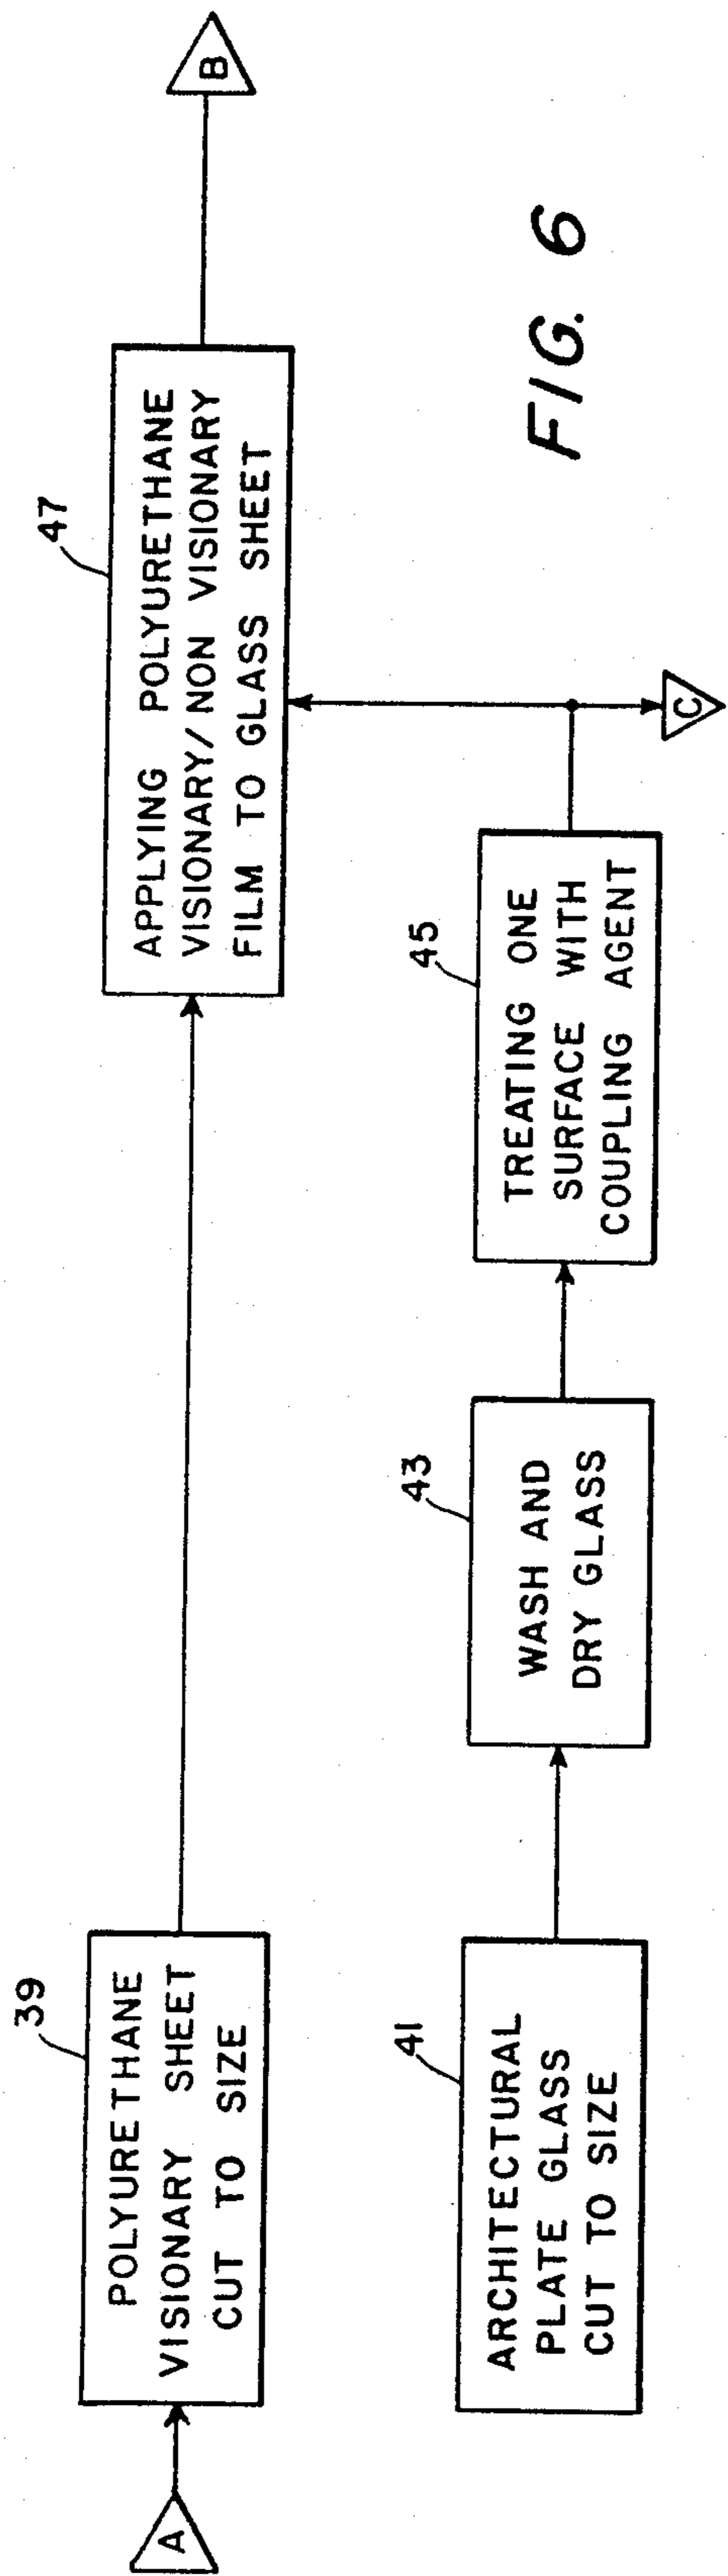 A
39
POLYURETHANE
VISIONARY SHEET
CUT TO SIZE
47
APPLYING POLYURETHANE
VISIONARY/NON VISIONARY
FILM TO GLASS SHEET
B
41
ARCHITECTURAL
PLATE GLASS
CUT TO SIZE
43
WASH AND
DRY GLASS
45
TREATING ONE
SURFACE WITH
COUPLING AGENT
C
FIG. 6